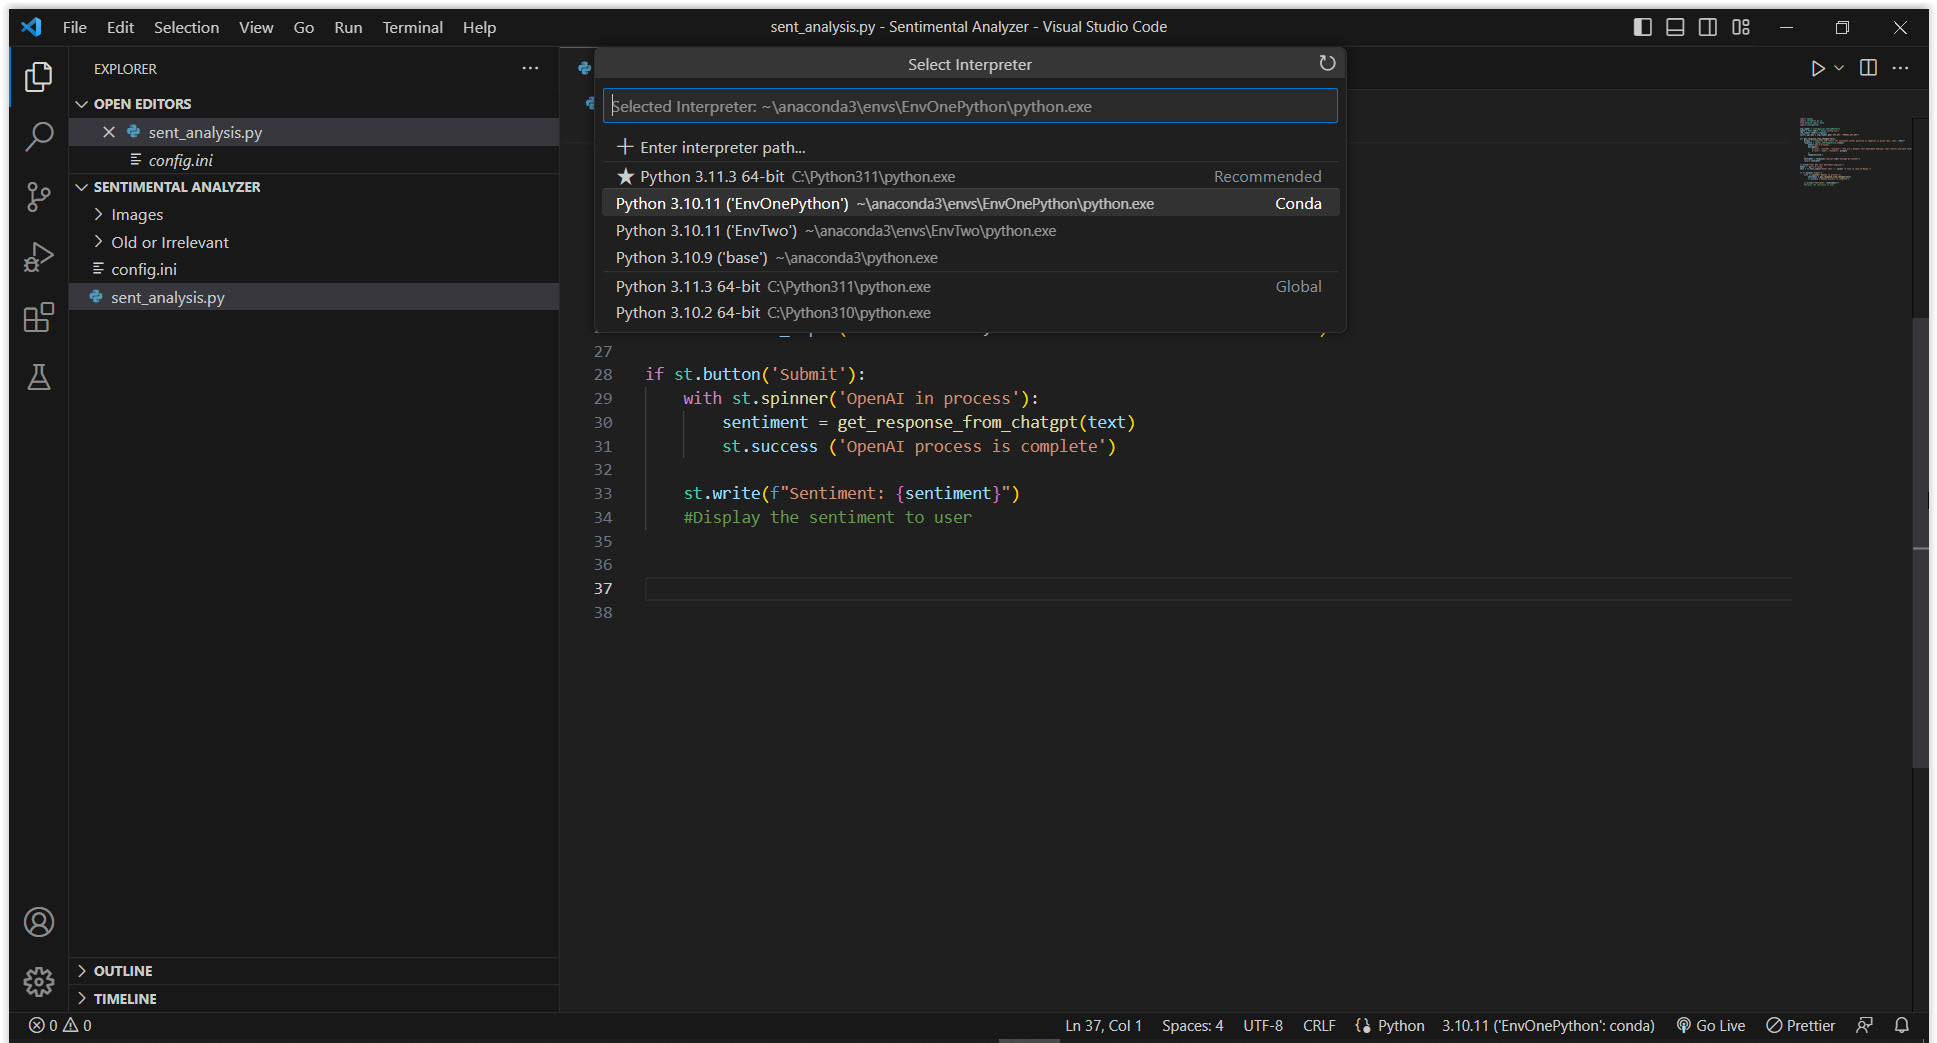 File Edit Selection View Go Run Terminal Help
sent_analysis.py - Sentimental Analyzer - Visual Studio Code
EXPLORER
OPEN EDITORS
sent_analysis.py
config.ini
SENTIMENTAL ANALYZER
Images
Old or Irrelevant
config.ini
sent_analysis.py
OUTLINE
TIMELINE
Select Interpreter
Selected Interpreter: ~\anaconda3\envs\EnvOnePython\python.exe
Enter interpreter path...
Python 3.11.3 64-bit C:\Python311\python.exe Recommended
Python 3.10.11 ('EnvOnePython') ~\anaconda3\envs\EnvOnePython\python.exe Conda
Python 3.10.11 ('EnvTwo') ~\anaconda3\envs\EnvTwo\python.exe
Python 3.10.9 ('base') ~\anaconda3\python.exe
Python 3.11.3 64-bit C:\Python311\python.exe Global
Python 3.10.2 64-bit C:\Python310\python.exe
27
28 if st.button('Submit'):
29 with st.spinner('OpenAI in process'):
30 sentiment = get_response_from_chatgpt(text)
31 st.success ('OpenAI process is complete')
32
33 st.write(f"Sentiment: {sentiment}")
34 #Display the sentiment to user
35
36
37
38
0 0 Ln 37, Col 1 Spaces: 4 UTF-8 CRLF Python 3.10.11 ('EnvOnePython': conda) Go Live Prettier